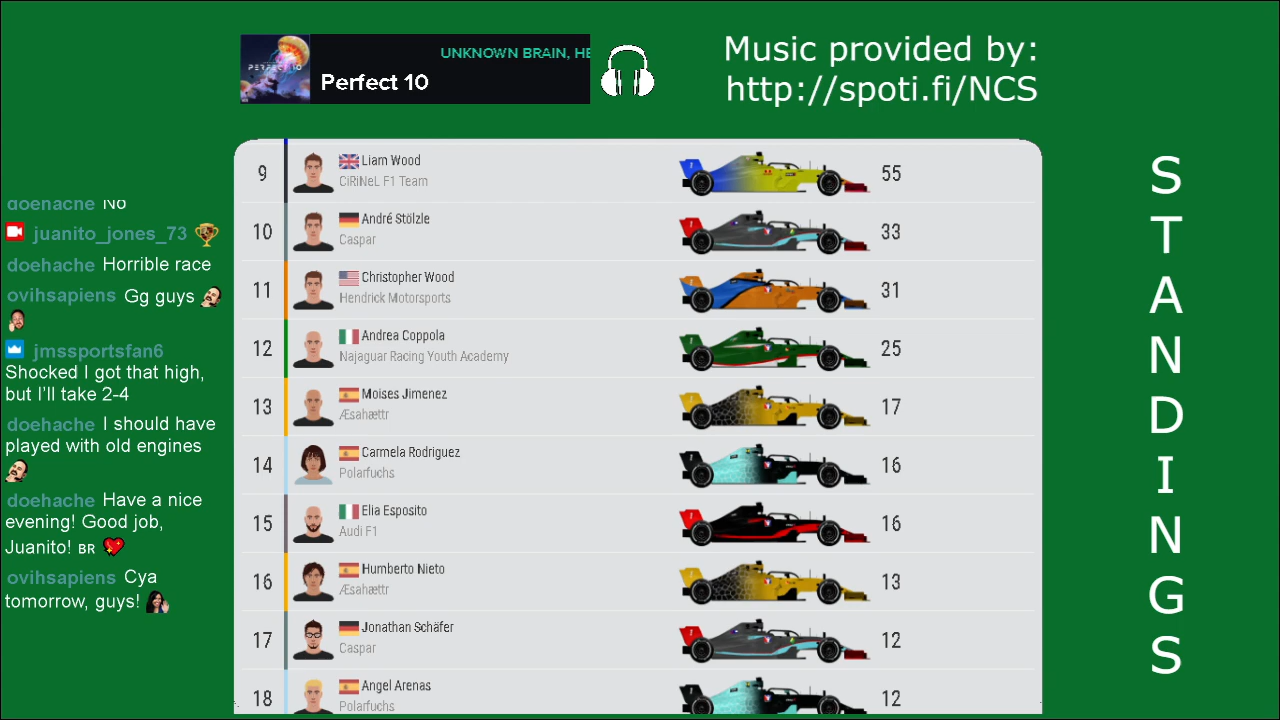 UNKNOWN BRAIN, HE
Perfect 10
PERFECT 10
Music provided by:
http://spoti.fi/NCS
doehache No
juanito_jones_73
doehache Horrible race
ovihsapiens Gg guys
jmssportsfan6
Shocked I got that high,
but I'll take 2-4
doehache I should have
played with old engines
doehache Have a nice
evening! Good job,
Juanito! BR
ovihsapiens Cya
tomorrow, guys!
9 Liam Wood 55
CiRiNeL F1 Team
10 André Stölzle 33
Caspar
11 Christopher Wood 31
Hendrick Motorsports
12 Andrea Coppola 25
Najaguar Racing Youth Academy
13 Moises Jimenez 17
Æsahættr
14 Carmela Rodriguez 16
Polarfuchs
15 Elia Esposito 16
Audi F1
16 Humberto Nieto 13
Æsahættr
17 Jonathan Schäfer 12
Caspar
18 Angel Arenas 12
Polarfuchs
STANDINGS